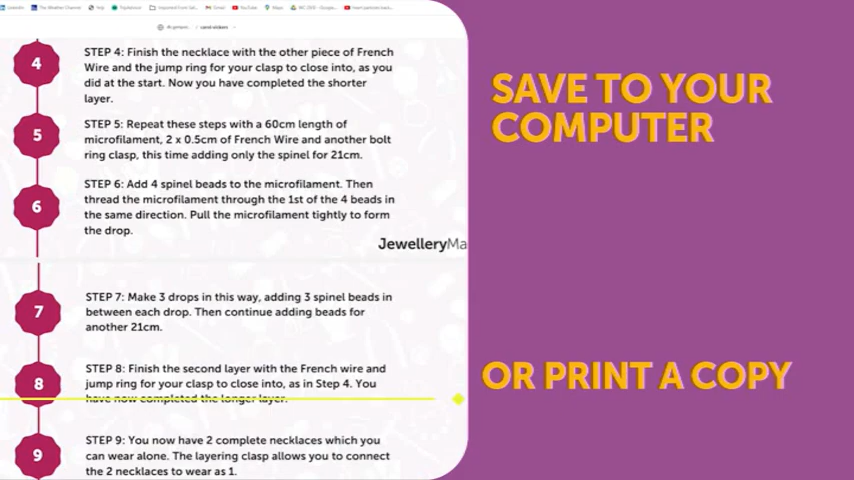 The Weather Channel
Help
YouTube
Maps
4
STEP 4: Finish the necklace with the other piece of French
Wire and the jump ring for your clasp to close into, as you
did at the start. Now you have completed the shorter
layer.
5
STEP 5: Repeat these steps with a 60cm length of
microfilament, 2 x 0.5cm of French Wire and another bolt
ring clasp, this time adding only the spinel for 21cm.
6
STEP 6: Add 4 spinel beads to the microfilament. Then
thread the microfilament through the 1st of the 4 beads in
the same direction. Pull the microfilament tightly to form
the drop.
JewelleryMa
7
STEP 7: Make 3 drops in this way, adding 3 spinel beads in
between each drop. Then continue adding beads for
another 21cm.
8
STEP 8: Finish the second layer with the French wire and
jump ring for your clasp to close into, as in Step 4. You
have now completed the longer layer.
9
STEP 9: You now have 2 complete necklaces which you
can wear alone. The layering clasp allows you to connect
the 2 necklaces to wear as 1.
SAVE TO YOUR
COMPUTER
OR PRINT A COPY